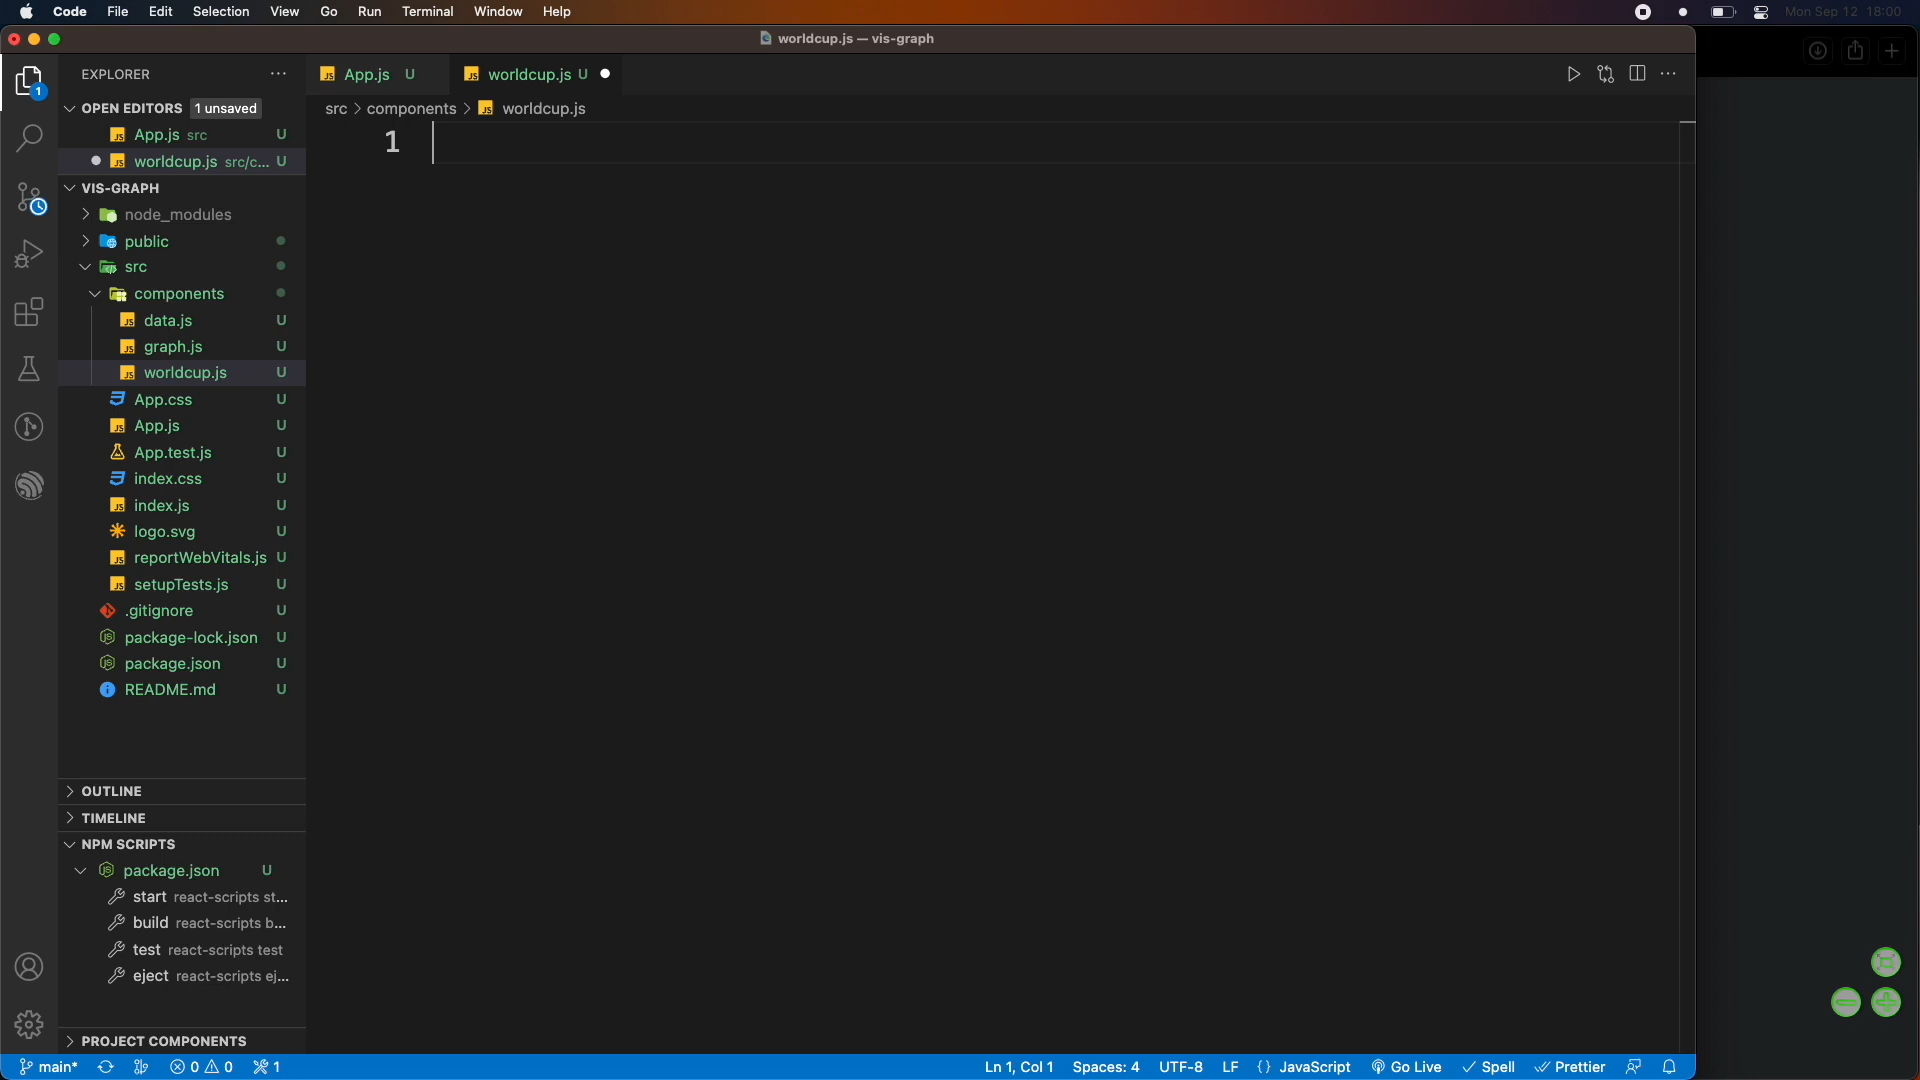 Code File Edit Selection View Go Run Terminal Window Help
Mon Sep 12 18:00
worldcup.js — vis-graph
EXPLORER
App.js U
worldcup.js U
OPEN EDITORS 1 unsaved
src > components > worldcup.js
App.js src U
worldcup.js src/c... U
1
VIS-GRAPH
node_modules
public
src
components
data.js U
graph.js U
worldcup.js U
App.css U
App.js U
App.test.js U
index.css U
index.js U
logo.svg U
reportWebVitals.js U
setupTests.js U
.gitignore U
package-lock.json U
package.json U
README.md U
OUTLINE
TIMELINE
NPM SCRIPTS
package.json U
start react-scripts st...
build react-scripts b...
test react-scripts test
eject react-scripts ej...
PROJECT COMPONENTS
main* 0 0 1 Ln 1, Col 1 Spaces: 4 UTF-8 LF {} JavaScript Go Live Spell Prettier